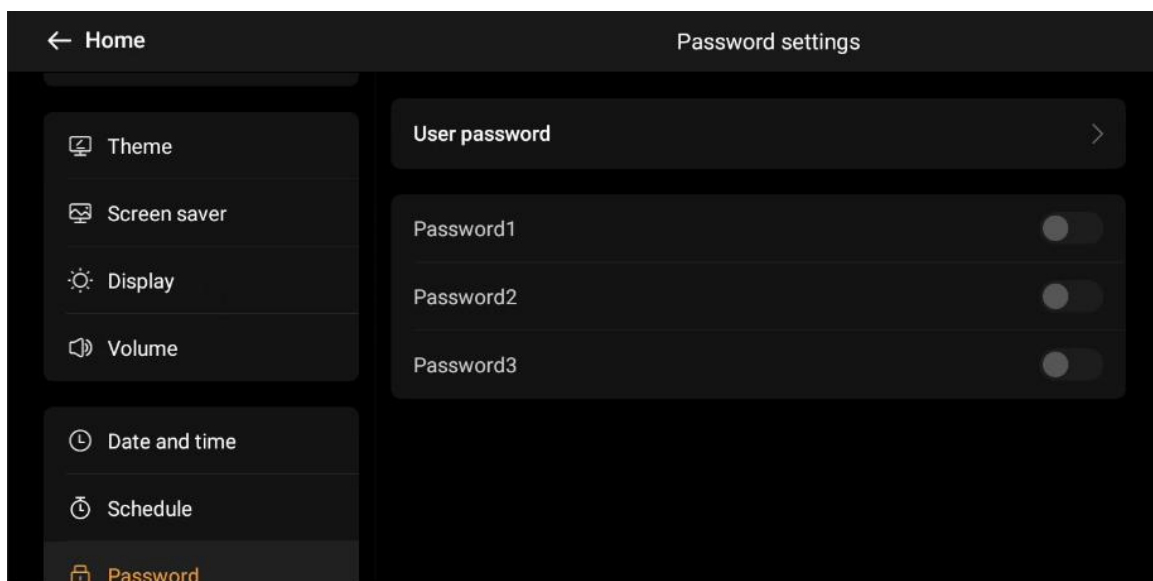 Home
Password settings
Theme
Screen saver
Display
Volume
Date and time
Schedule
Password
User password
Password1
Password2
Password3